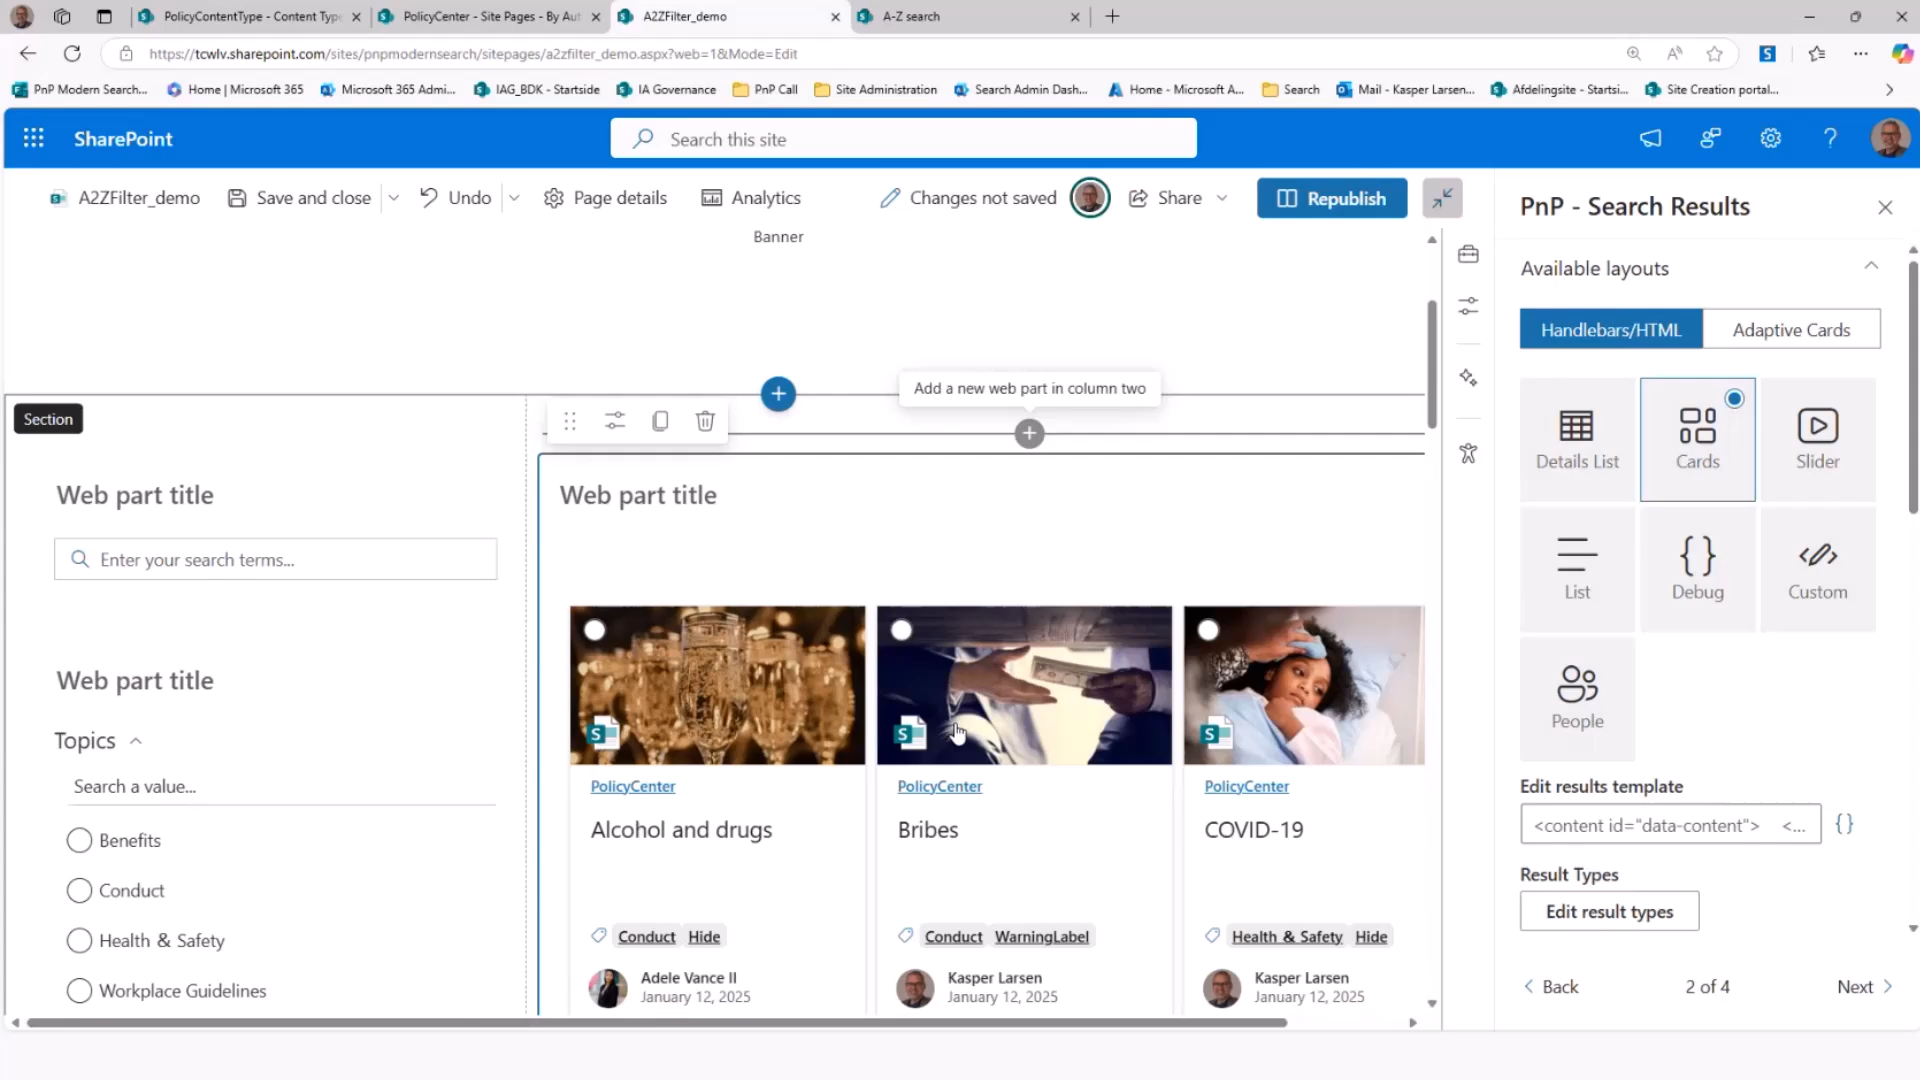 PolicyContentType - Content Type
PolicyCenter - Site Pages - By Aut
A2ZFilter_demo
A-Z search
https://tcwlv.sharepoint.com/sites/pnpmodernsearch/sitepages/a2zfilter_demo.aspx?web=1&Mode=Edit
PnP Modern Search...
Home | Microsoft 365
Microsoft 365 Admi...
IAG_BDK - Startside
IA Governance
PnP Call
Site Administration
Search Admin Dash...
Home - Microsoft A...
Search
Mail - Kasper Larsen...
Afdelingsite - Startsi...
Site Creation portal...
SharePoint
Search this site
A2ZFilter_demo
Save and close
Undo
Page details
Analytics
Changes not saved
Share
Republish
Banner
Add a new web part in column two
Section
Web part title
Enter your search terms...
Web part title
Topics
Search a value...
Benefits
Conduct
Health & Safety
Workplace Guidelines
Web part title
PolicyCenter
Alcohol and drugs
Conduct Hide
Adele Vance II
January 12, 2025
PolicyCenter
Bribes
Conduct WarningLabel
Kasper Larsen
January 12, 2025
PolicyCenter
COVID-19
Health & Safety Hide
Kasper Larsen
January 12, 2025
PnP - Search Results
Available layouts
Handlebars/HTML
Adaptive Cards
Details List
Cards
Slider
List
Debug
Custom
People
Edit results template
<content id="data-content"> <...
{}
Result Types
Edit result types
Back
2 of 4
Next